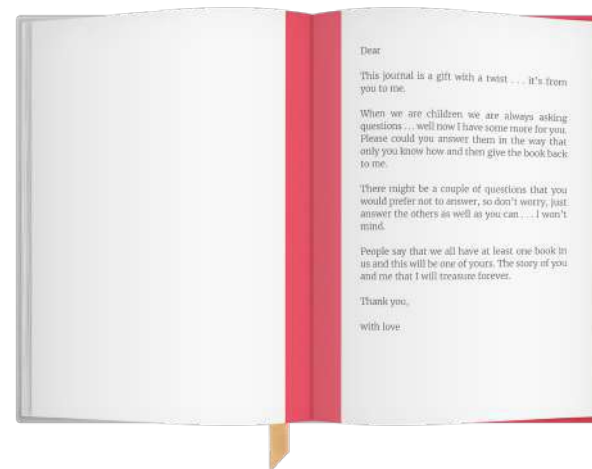 Dear
This journal is a gift with a twist . . . it's from
you to me.
When we are children we are always asking
questions . . . well now I have some more for you.
Please could you answer them in the way that
only you know how and then give the book back
to me.
There might be a couple of questions that you
would prefer not to answer, so don't worry, just
answer the others as well as you can . . . I won't
mind.
People say that we all have at least one book in
us and this will be one of yours. The story of you
and me that I will treasure forever.
Thank you,
with love